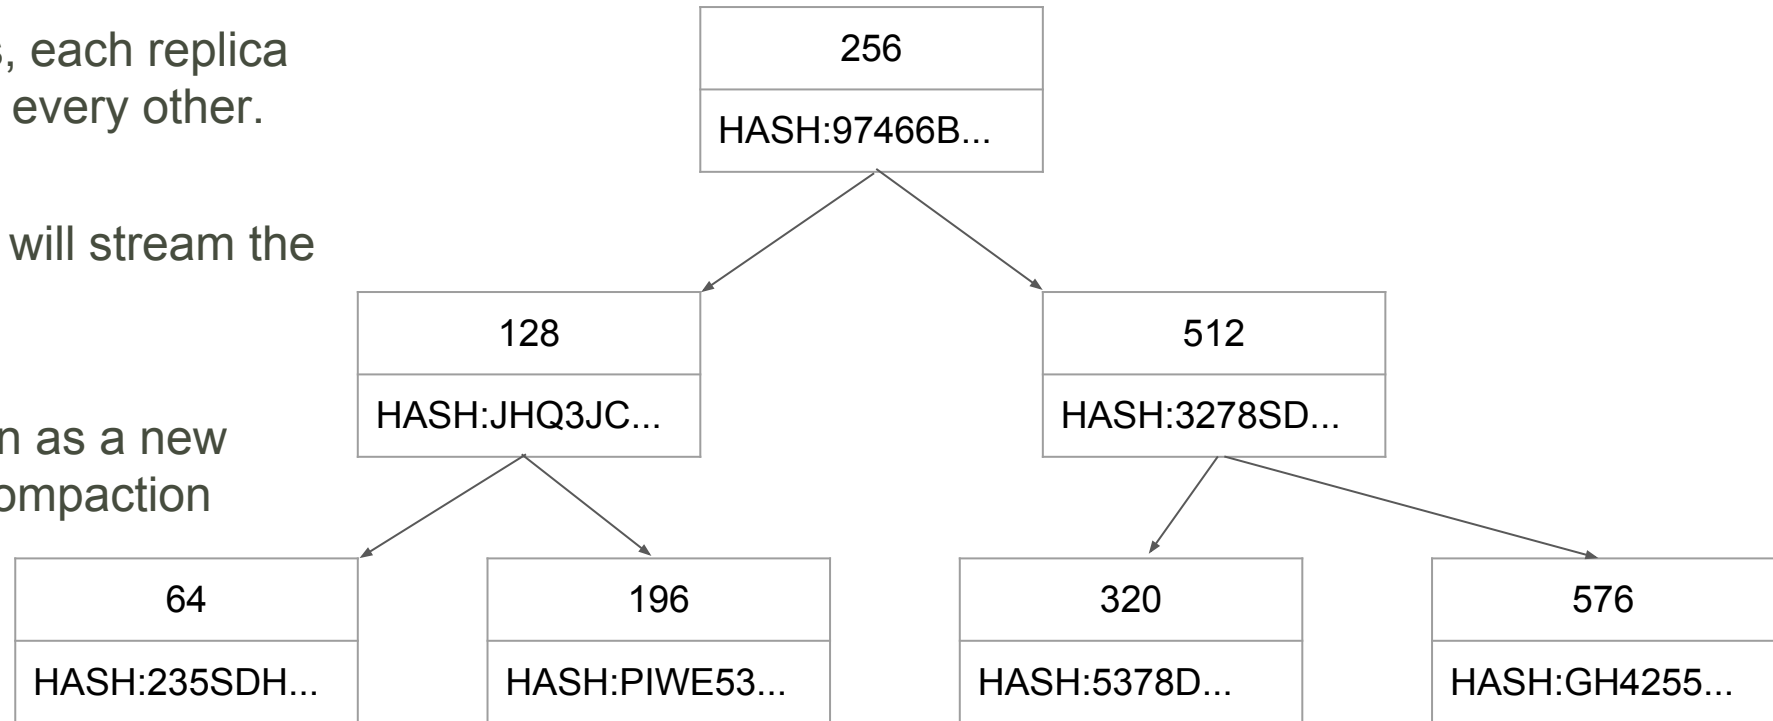 s, each replica
every other.
will stream the
n as a new
ompaction
256
HASH:97466B...
128
HASH:JHQ3JC...
512
HASH:3278SD...
64
HASH:235SDH...
196
HASH:PIWE53...
320
HASH:5378D...
576
HASH:GH4255...